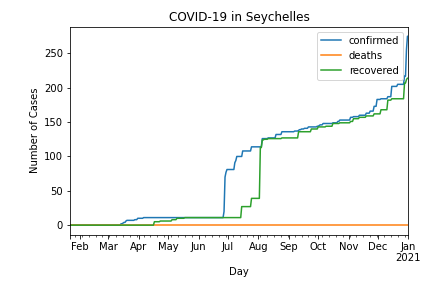 COVID-19 in Seychelles
confirmed
deaths
recovered
Number of Cases
250
200
150
100
50
0
Feb Mar Apr May Jun Jul Aug Sep Oct Nov Dec Jan
2021
Day